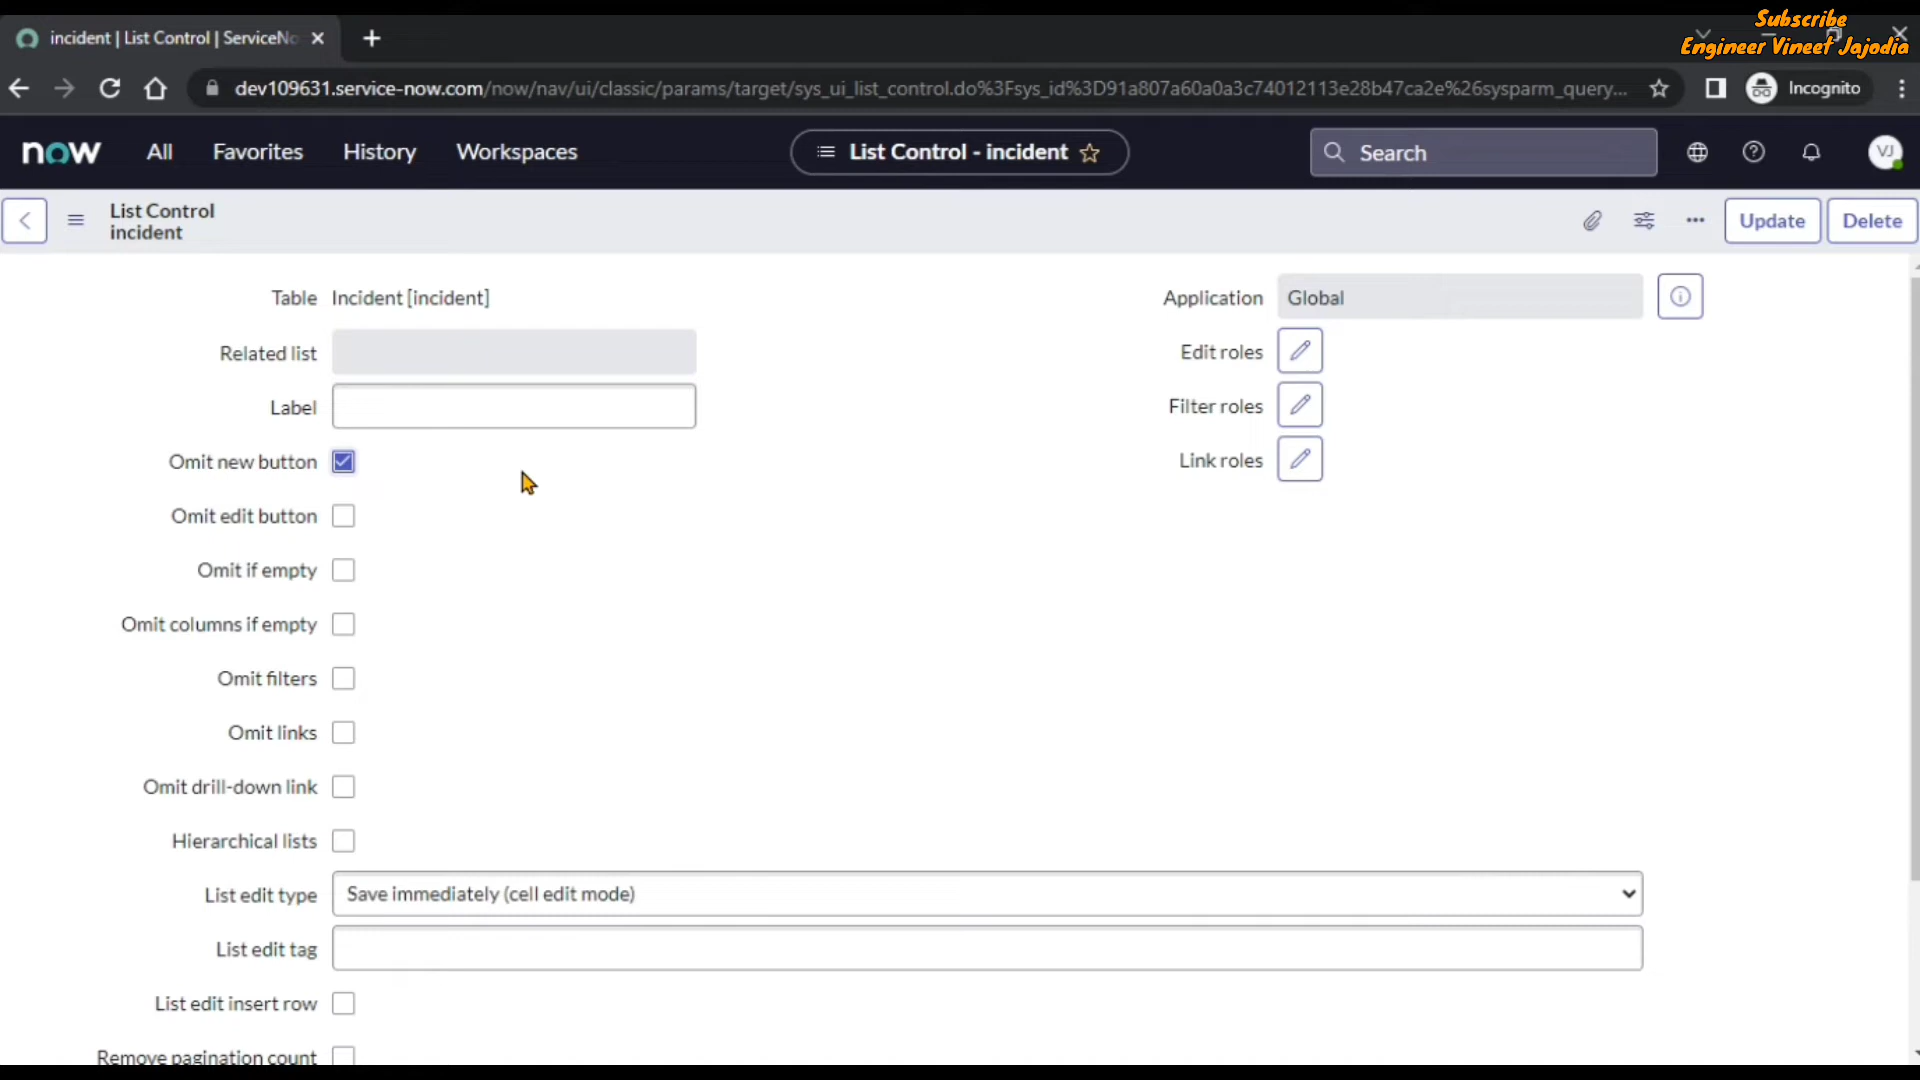 Subscribe
Engineer Vineet Jajodia
incident | List Control | ServiceNo
dev109631.service-now.com/now/nav/ui/classic/params/target/sys_ui_list_control.do%3Fsys_id%3D91a807a60a0a3c74012113e28b47ca2e%26sysparm_query...
Incognito
now All Favorites History Workspaces List Control - incident Search VJ
List Control
incident
Update Delete
Table Incident [incident] Application Global
Related list Edit roles
Label Filter roles
Omit new button Link roles
Omit edit button
Omit if empty
Omit columns if empty
Omit filters
Omit links
Omit drill-down link
Hierarchical lists
List edit type Save immediately (cell edit mode)
List edit tag
List edit insert row
Remove pagination count